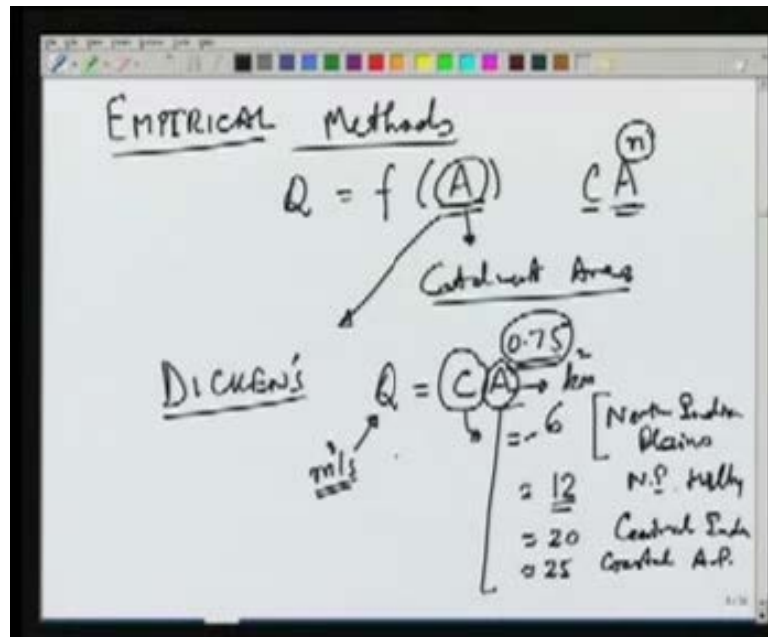 EMPIRICAL Methods
Q = f (A) C A^n
Catchment Area
DICKEN'S Q = C A^0.75 → km²
m³/s
= 6 [North Indian Plains
= 12 N.I. Hilly
= 20 Central India
= 25 Coastal A.P.